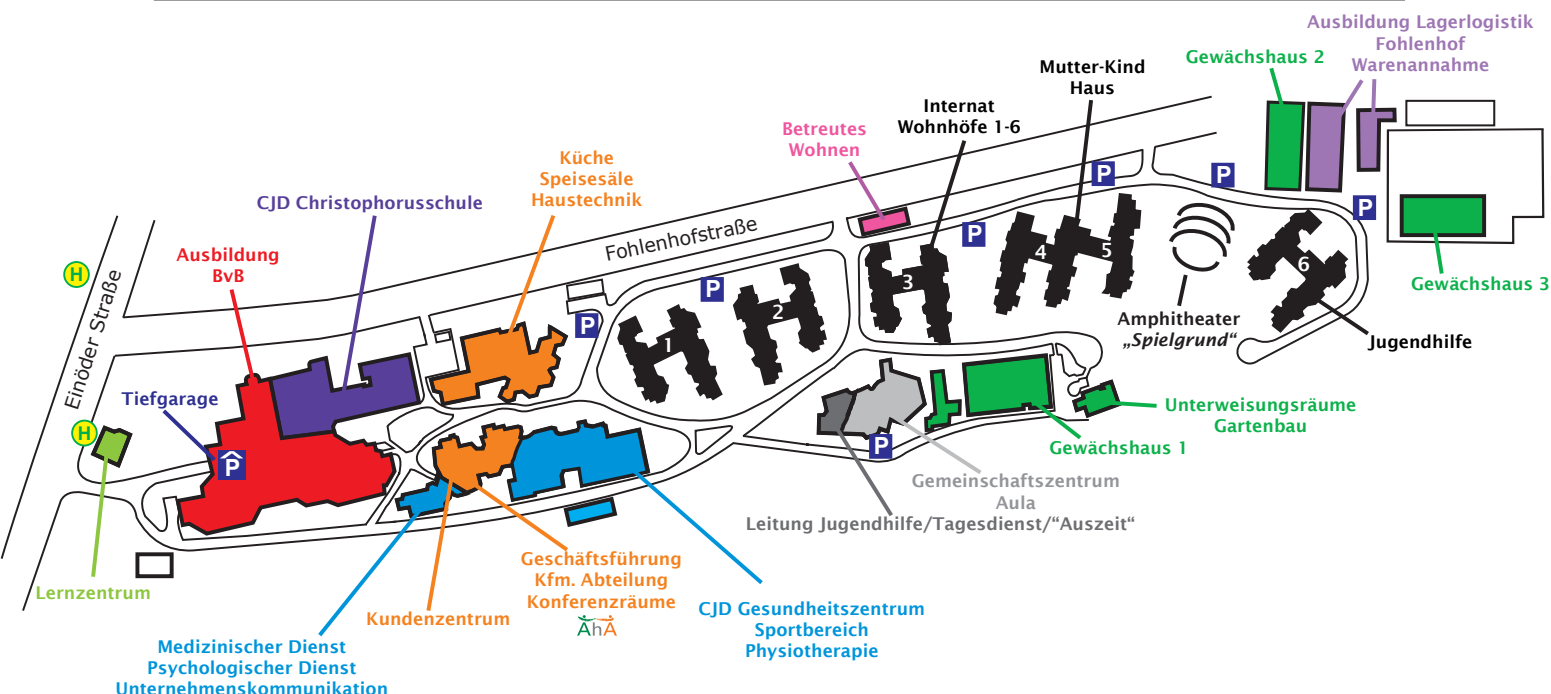 Ausbildung Lagerlogistik
Fohlenhof
Warenannahme
Gewächshaus 2
Mutter-Kind
Haus
Internat
Wohnhöfe 1-6
Betreutes
Wohnen
Küche
Speisesäle
Haustechnik
CJD Christophorusschule
Ausbildung
BvB
Fohlenhofstraße
Einöder Straße
H
H
P
P
P
P
P
P
P
P
1
2
3
4
5
6
Gewächshaus 3
Amphitheater
„Spielgrund“
Jugendhilfe
Tiefgarage
P
Unterweisungsräume
Gartenbau
Gewächshaus 1
Gemeinschaftszentrum
Aula
Leitung Jugendhilfe/Tagesdienst/“Auszeit“
Geschäftsführung
Kfm. Abteilung
Konferenzräume
AhA
Lernzentrum
Kundenzentrum
CJD Gesundheitszentrum
Sportbereich
Physiotherapie
Medizinischer Dienst
Psychologischer Dienst
Unternehmenskommunikation